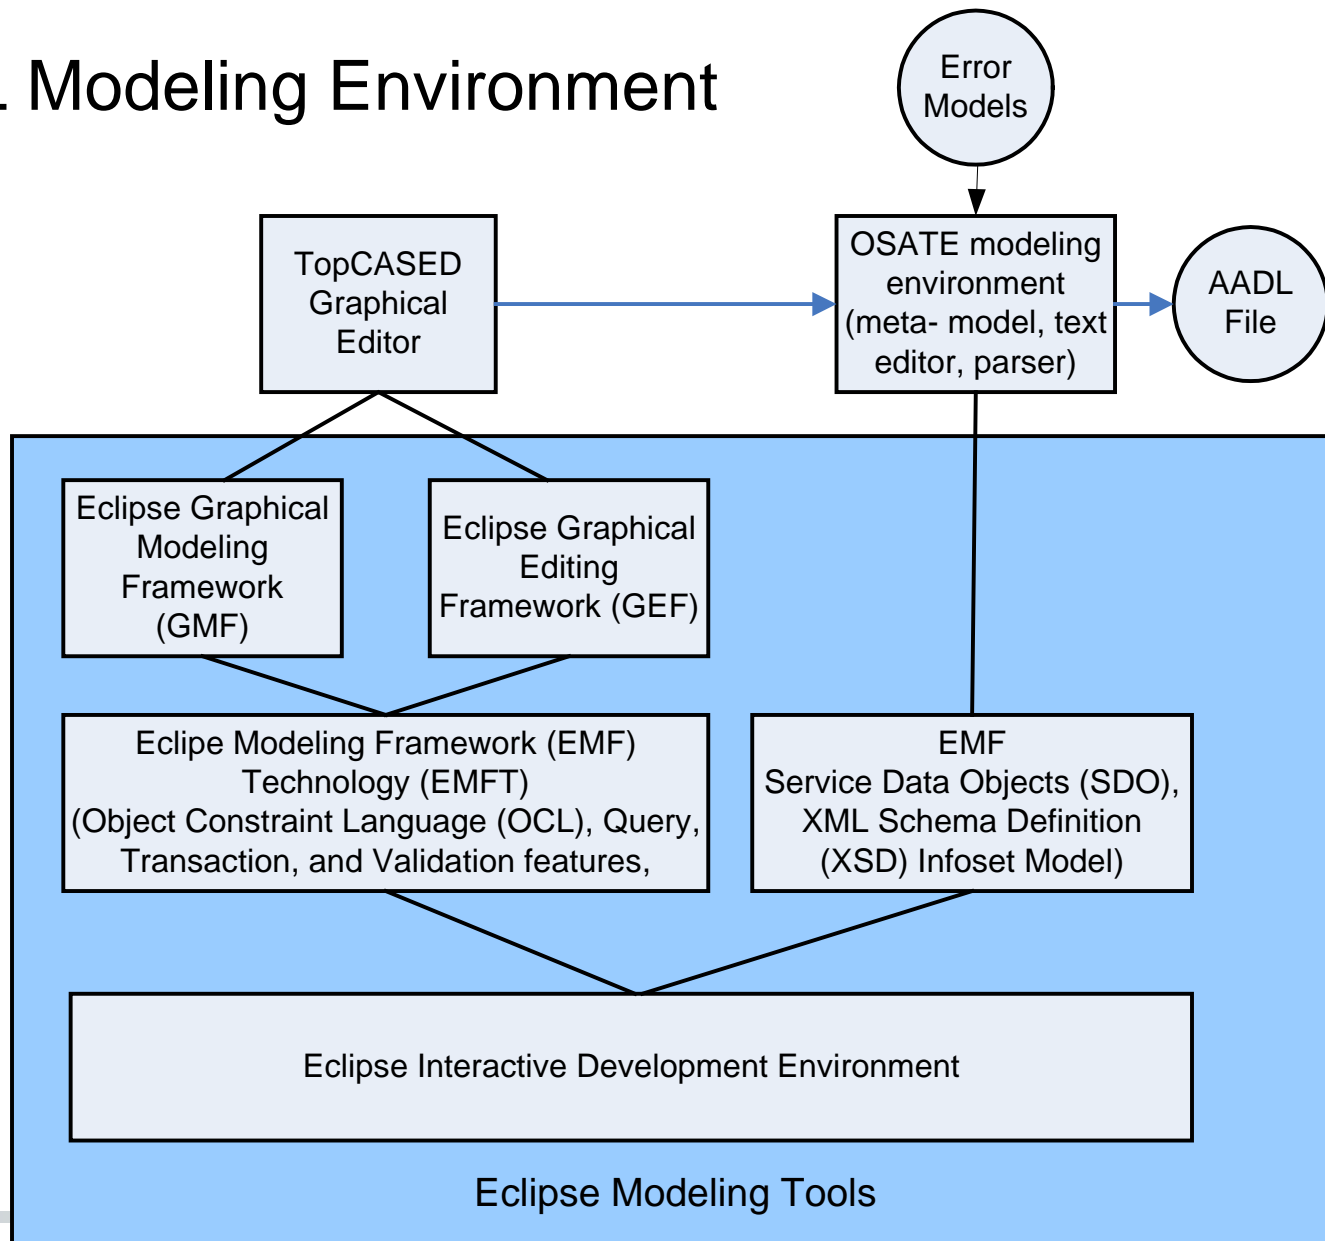 Modeling Environment
Error
Models
TopCASED
Graphical
Editor
OSATE modeling
environment
(meta- model, text
editor, parser)
AADL
File
Eclipse Graphical
Modeling
Framework
(GMF)
Eclipse Graphical
Editing
Framework (GEF)
Eclipe Modeling Framework (EMF)
Technology (EMFT)
(Object Constraint Language (OCL), Query,
Transaction, and Validation features,
EMF
Service Data Objects (SDO),
XML Schema Definition
(XSD) Infoset Model)
Eclipse Interactive Development Environment
Eclipse Modeling Tools